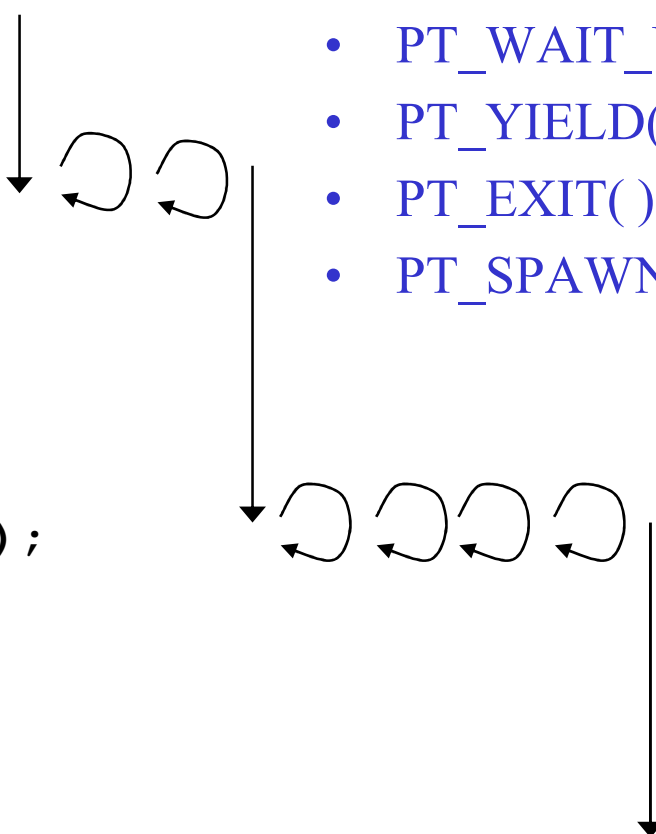 • PT_WAIT_
• PT_YIELD(
• PT_EXIT( )
• PT_SPAWN
) ;